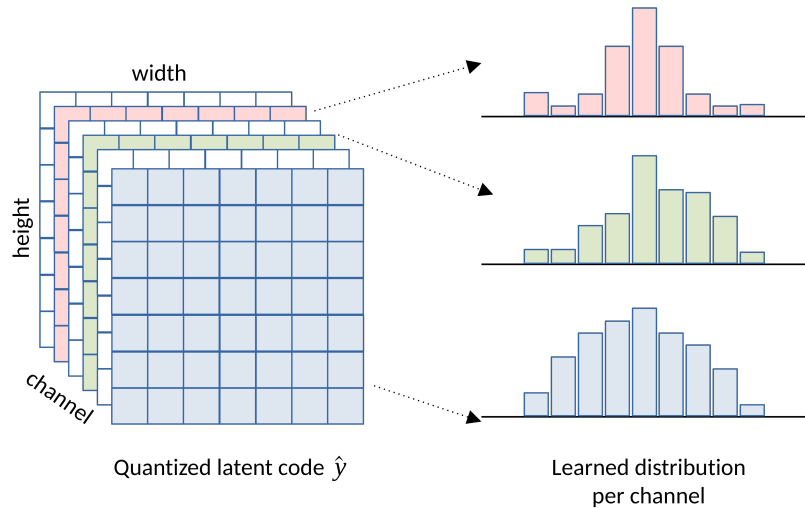 width
height
channel
Quantized latent code ŷ
Learned distribution
per channel